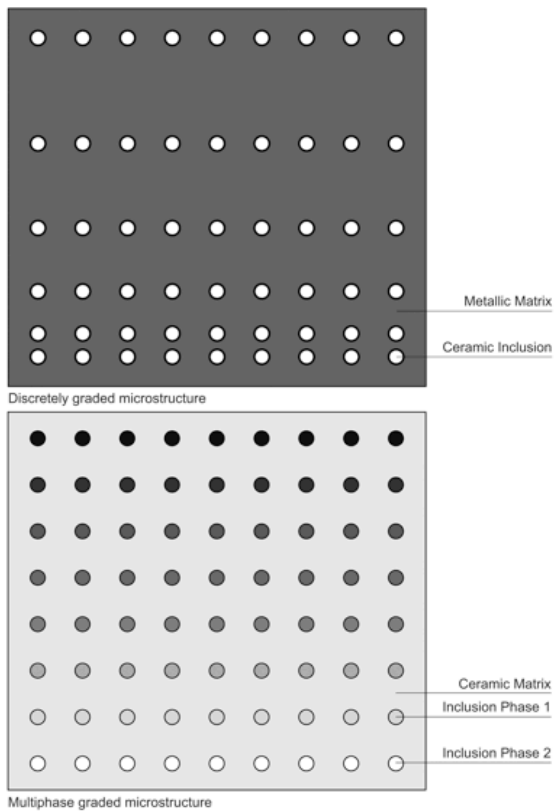 Metallic Matrix
Ceramic Inclusion
Discretely graded microstructure
Ceramic Matrix
Inclusion Phase 1
Inclusion Phase 2
Multiphase graded microstructure